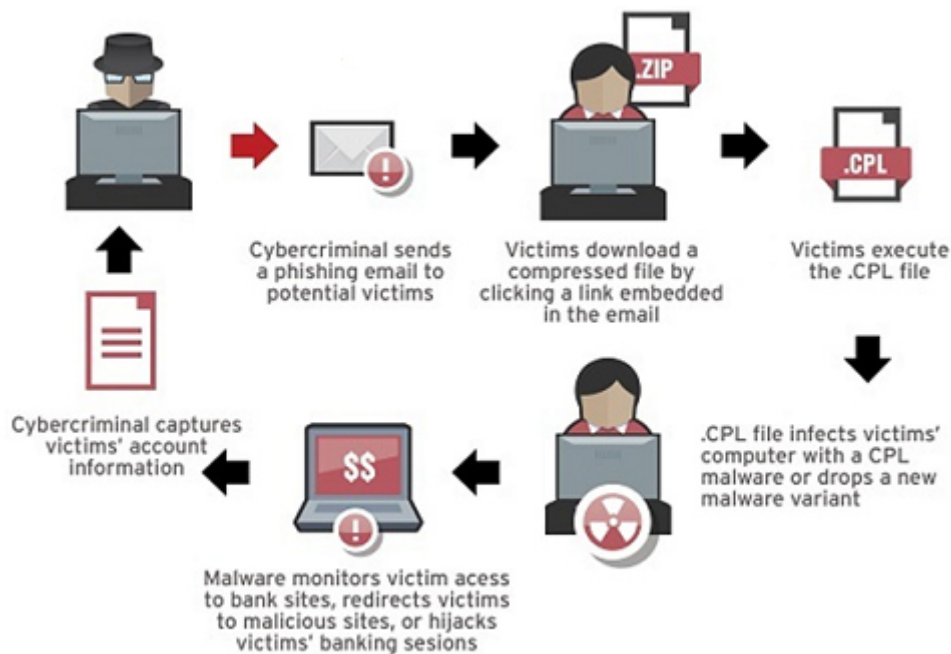 .ZIP
.CPL
Cybercriminal sends
a phishing email to
potential victims
Victims download a
compressed file by
clicking a link embedded
in the email
Victims execute
the .CPL file
.CPL file infects victims'
computer with a CPL
malware or drops a new
malware variant
$$
Malware monitors victim acess
to bank sites, redirects victims
to malicious sites, or hijacks
victims' banking sesions
Cybercriminal captures
victims' account
information